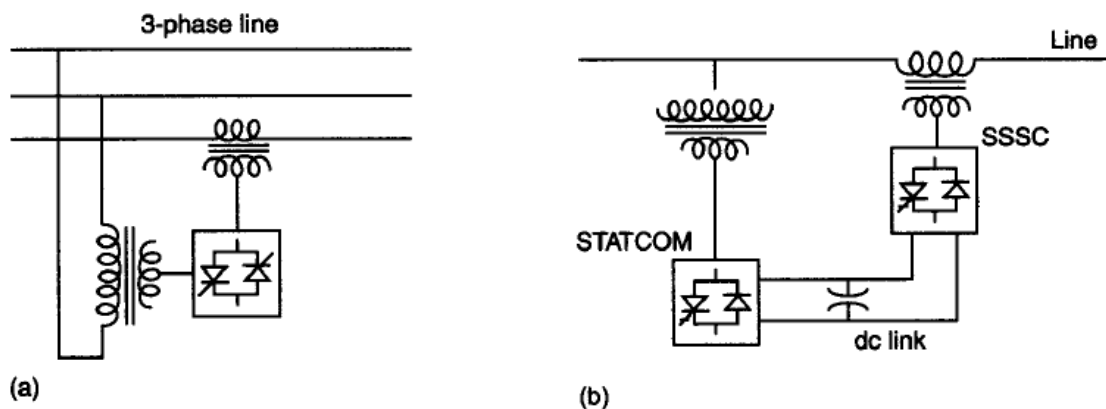 3-phase line
(a)
Line
SSSC
STATCOM
dc link
(b)